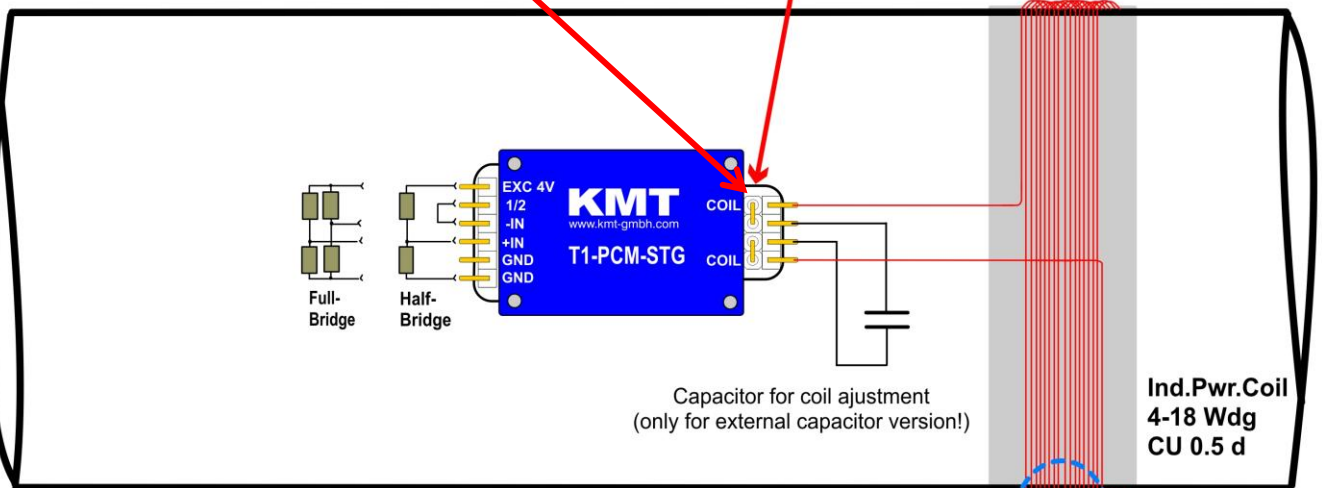 EXC 4V
1/2
-IN
+IN
GND
GND
KMT
www.kmt-gmbh.com
T1-PCM-STG
COIL
COIL
Full-
Bridge
Half-
Bridge
Capacitor for coil ajustment
(only for external capacitor version!)
Ind.Pwr.Coil
4-18 Wdg
CU 0.5 d